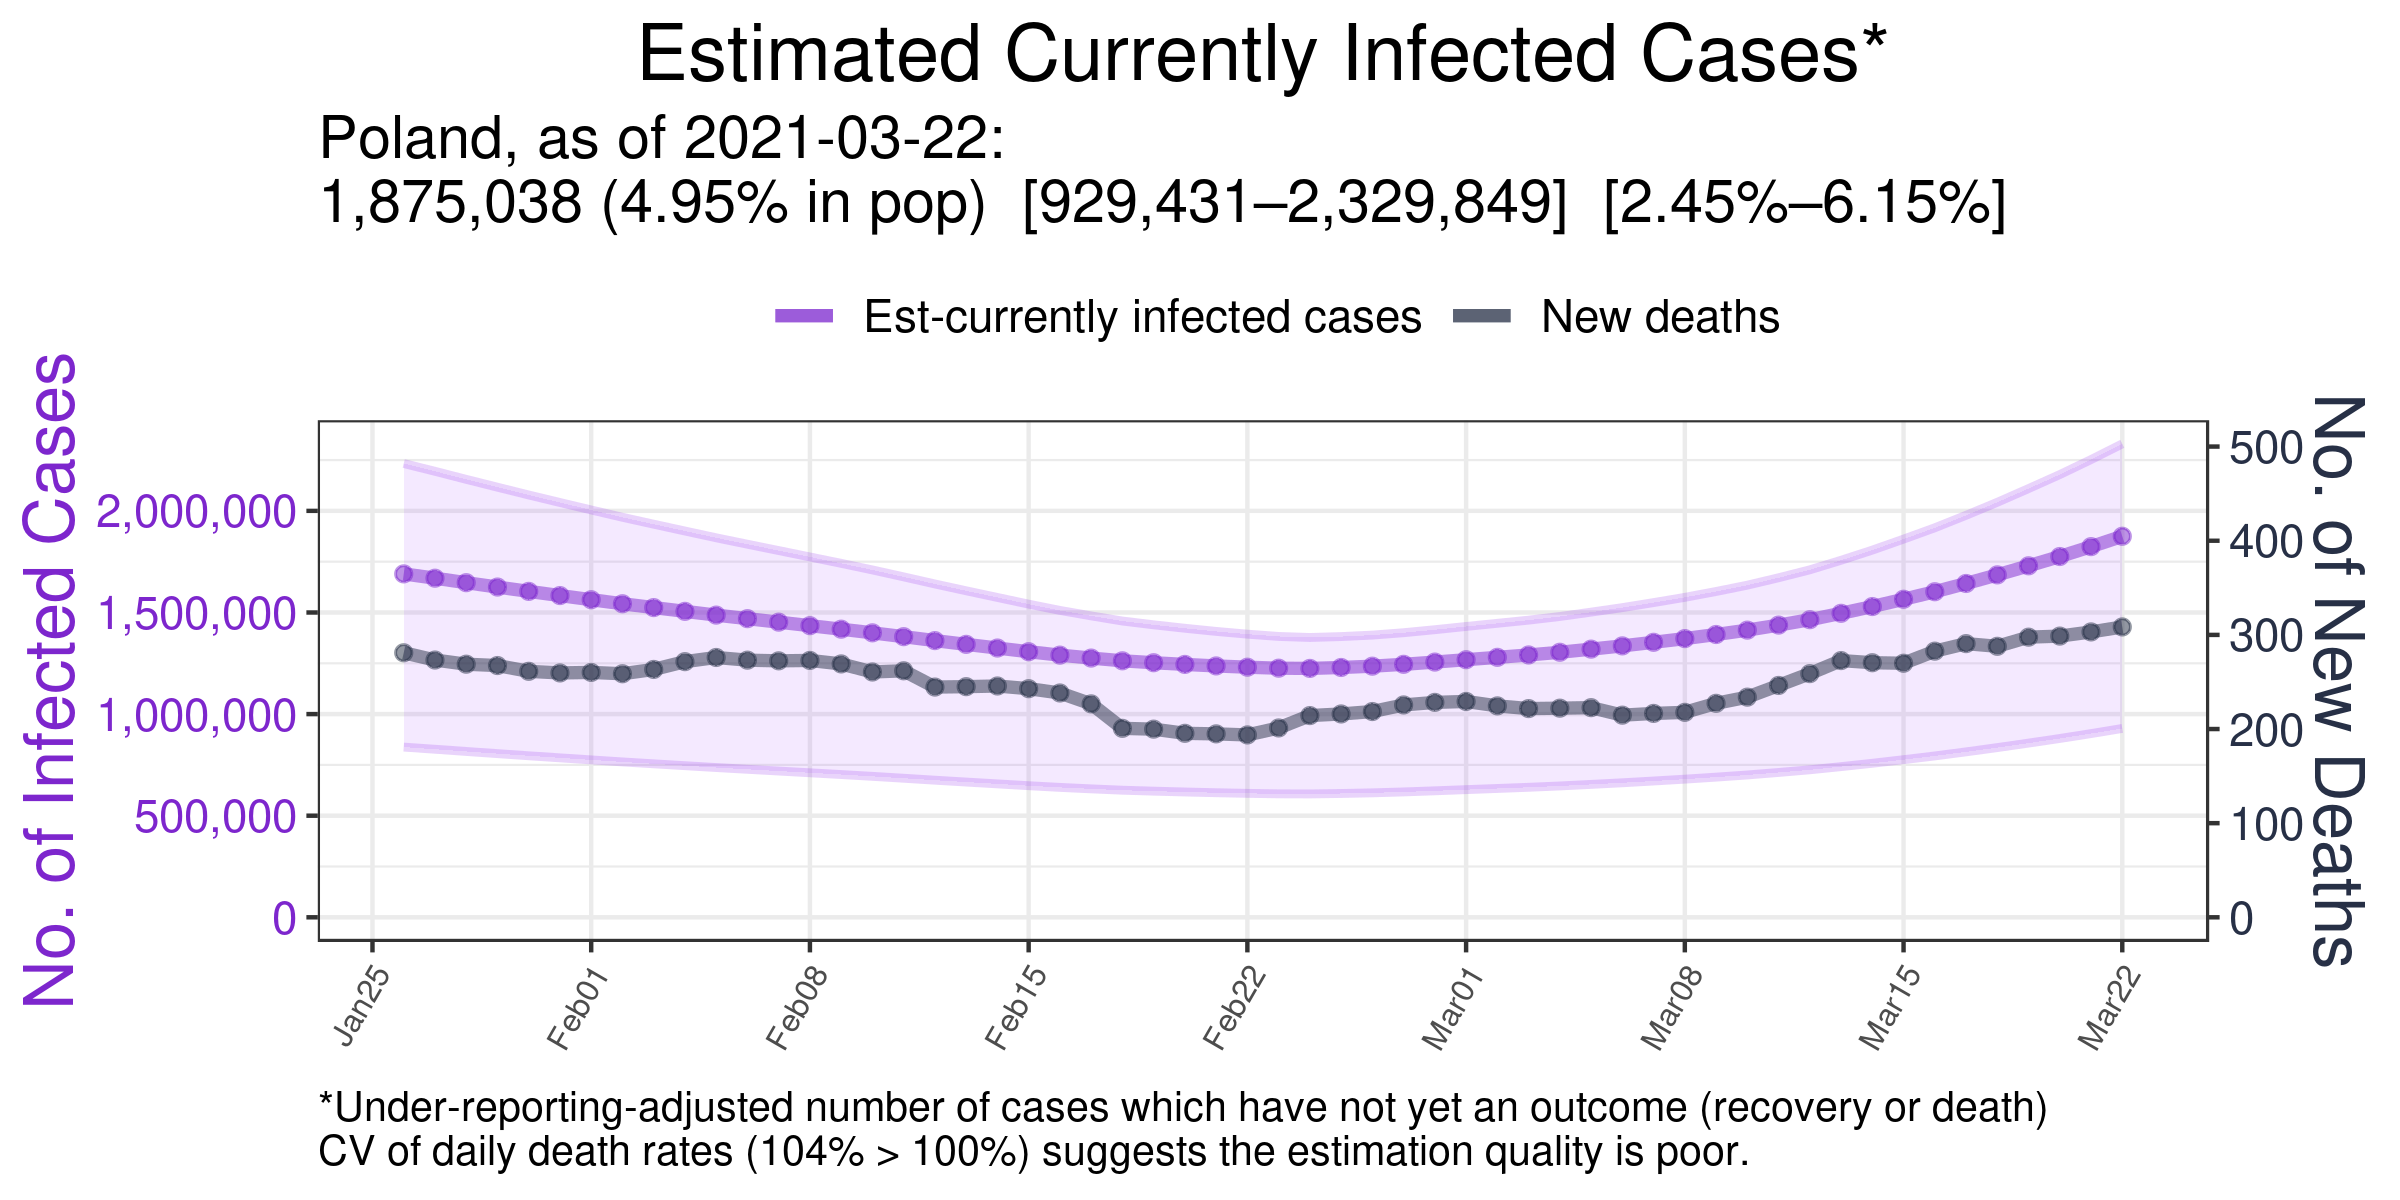 Estimated Currently Infected Cases*
Poland, as of 2021-03-22:
1,875,038 (4.95% in pop) [929,431–2,329,849] [2.45%–6.15%]
Est-currently infected cases
New deaths
No. of Infected Cases
2,000,000
1,500,000
1,000,000
500,000
0
500
400
300
200
100
0
No. of New Deaths
Jan25
Feb01
Feb08
Feb15
Feb22
Mar01
Mar08
Mar15
Mar22
*Under-reporting-adjusted number of cases which have not yet an outcome (recovery or death)
CV of daily death rates (104% > 100%) suggests the estimation quality is poor.